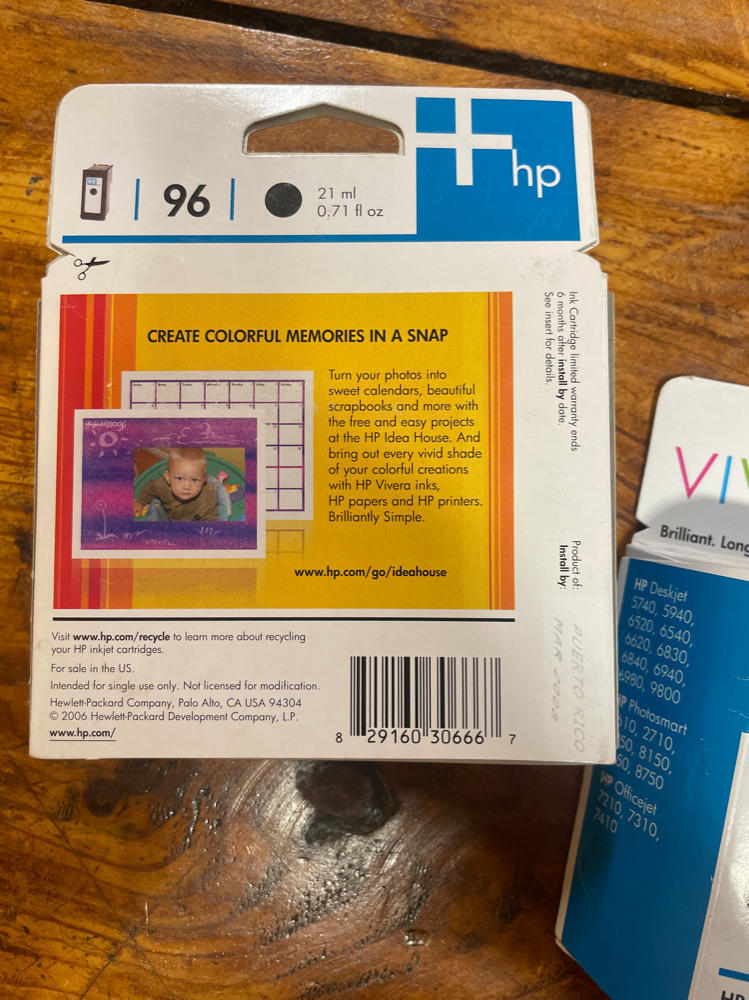 96
21 ml
0.71 fl oz
hp
CREATE COLORFUL MEMORIES IN A SNAP
Turn your photos into
sweet calendars, beautiful
scrapbooks and more with
the free and easy projects
at the HP Idea House. And
bring out every vivid shade
of your colorful creations
with HP Vivera inks,
HP papers and HP printers.
Brilliantly Simple.
www.hp.com/go/ideahouse
August 2006
Ink Cartridge limited warranty ends
6 months after install by date.
See insert for details.
Product of:
Install by:
PUERTO RICO
MAR 2008
Visit www.hp.com/recycle to learn more about recycling
your HP inkjet cartridges.
For sale in the US.
Intended for single use only. Not licensed for modification.
Hewlett-Packard Company, Palo Alto, CA USA 94304
© 2006 Hewlett-Packard Development Company, L.P.
www.hp.com/
8 29160 30666 7
Brilliant.
HP Deskjet
5740, 5940,
6520, 6540,
6620, 6830,
6840, 6940,
6980, 9800
HP Photosmart
2710,
8150,
8750
HP Officejet
7210, 7310,
7410